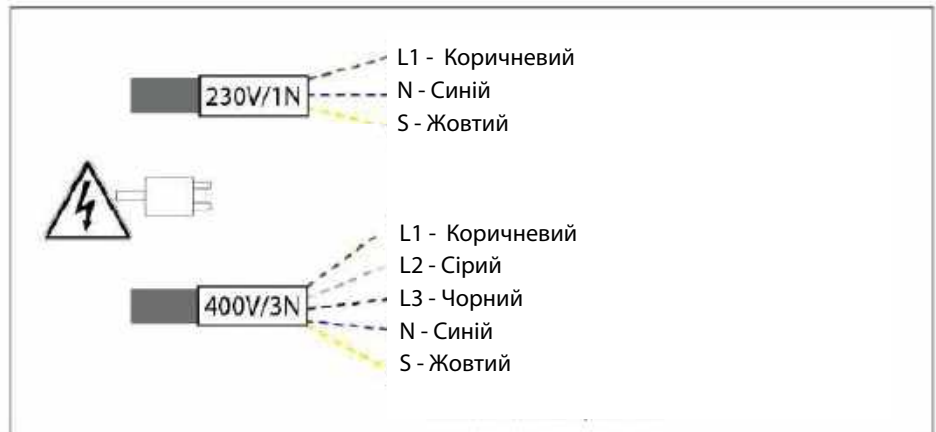 230V/1N
L1 - Коричневий
N - Синій
S - Жовтий
400V/3N
L1 - Коричневий
L2 - Сірий
L3 - Чорний
N - Синій
S - Жовтий